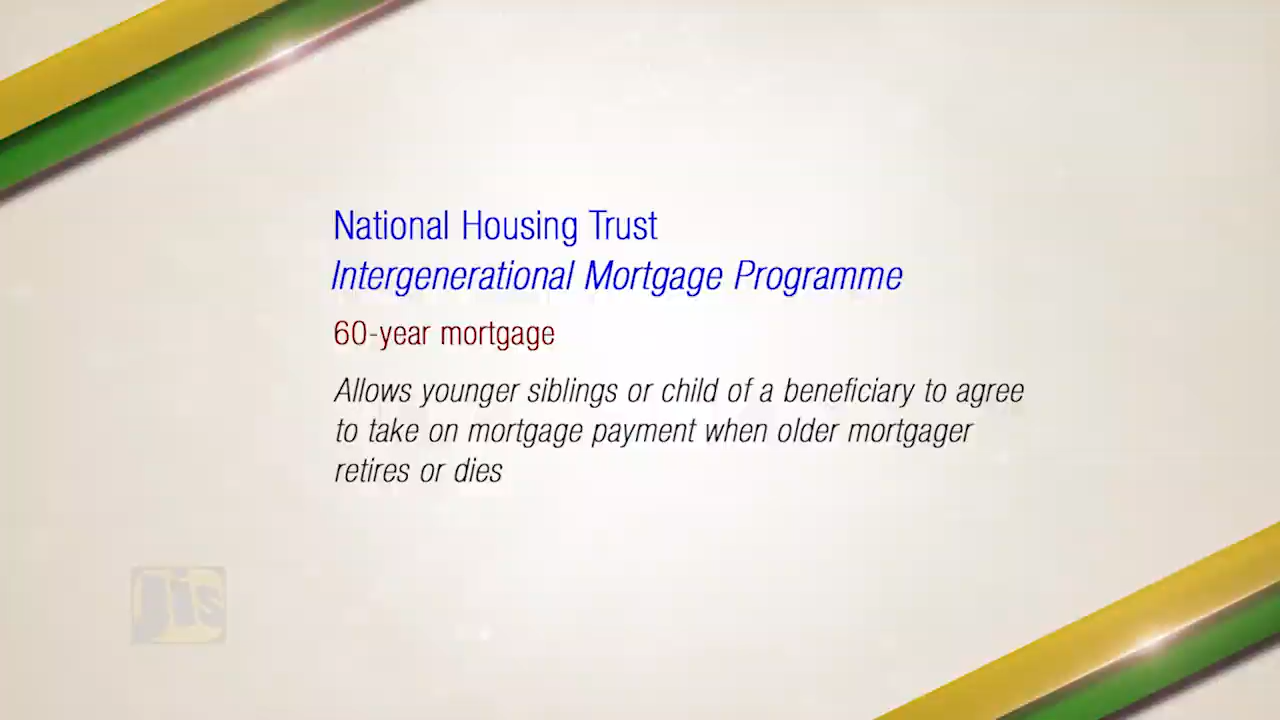 National Housing Trust
Intergenerational Mortgage Programme
60-year mortgage
Allows younger siblings or child of a beneficiary to agree
to take on mortgage payment when older mortgager
retires or dies
jis